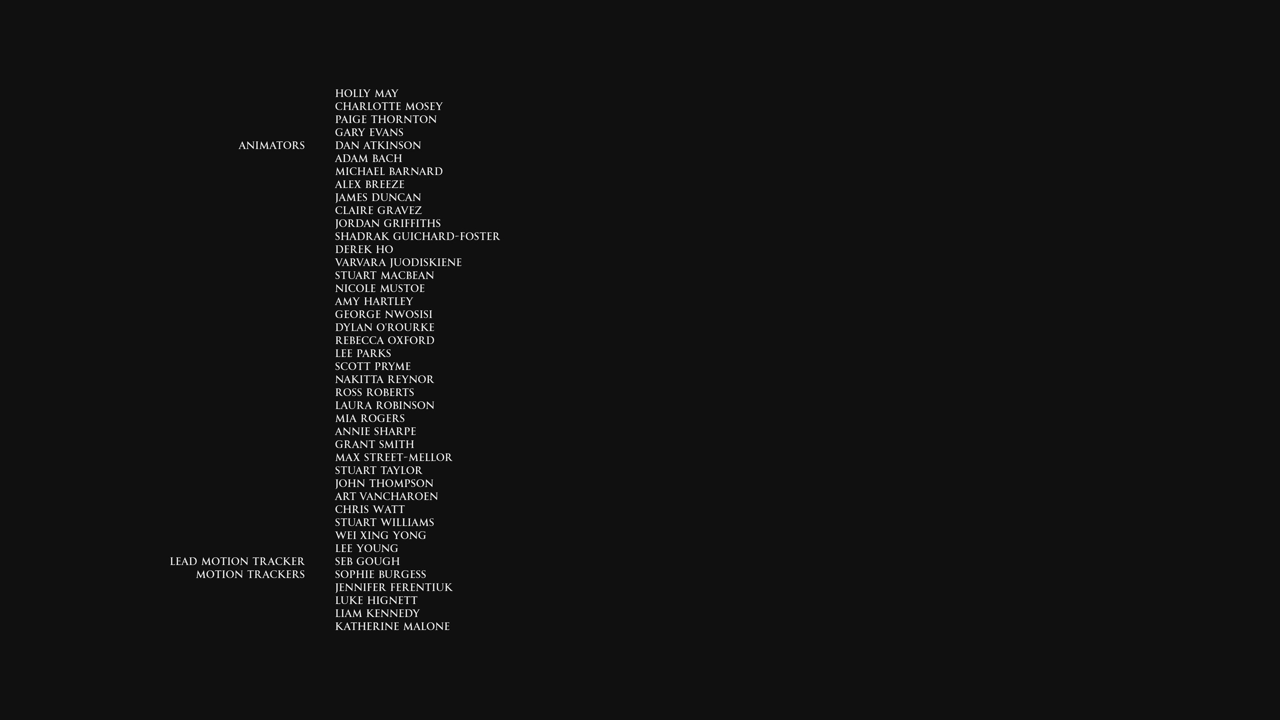 HOLLY MAY
CHARLOTTE MOSEY
PAIGE THORNTON
GARY EVANS
ANIMATORS DAN ATKINSON
ADAM BACH
MICHAEL BARNARD
ALEX BREEZE
JAMES DUNCAN
CLAIRE GRAVEZ
JORDAN GRIFFITHS
SHADRAK GUICHARD-FOSTER
DEREK HO
VARVARA JUODISKIENE
STUART MACBEAN
NICOLE MUSTOE
AMY HARTLEY
GEORGE NWOSISI
DYLAN O'ROURKE
REBECCA OXFORD
LEE PARKS
SCOTT PRYME
NAKITTA REYNOR
ROSS ROBERTS
LAURA ROBINSON
MIA ROGERS
ANNIE SHARPE
GRANT SMITH
MAX STREET-MELLOR
STUART TAYLOR
JOHN THOMPSON
ART VANCHAROEN
CHRIS WATT
STUART WILLIAMS
WEI XING YONG
LEE YOUNG
LEAD MOTION TRACKER SEB GOUGH
MOTION TRACKERS SOPHIE BURGESS
JENNIFER FERENTIUK
LUKE HIGNETT
LIAM KENNEDY
KATHERINE MALONE